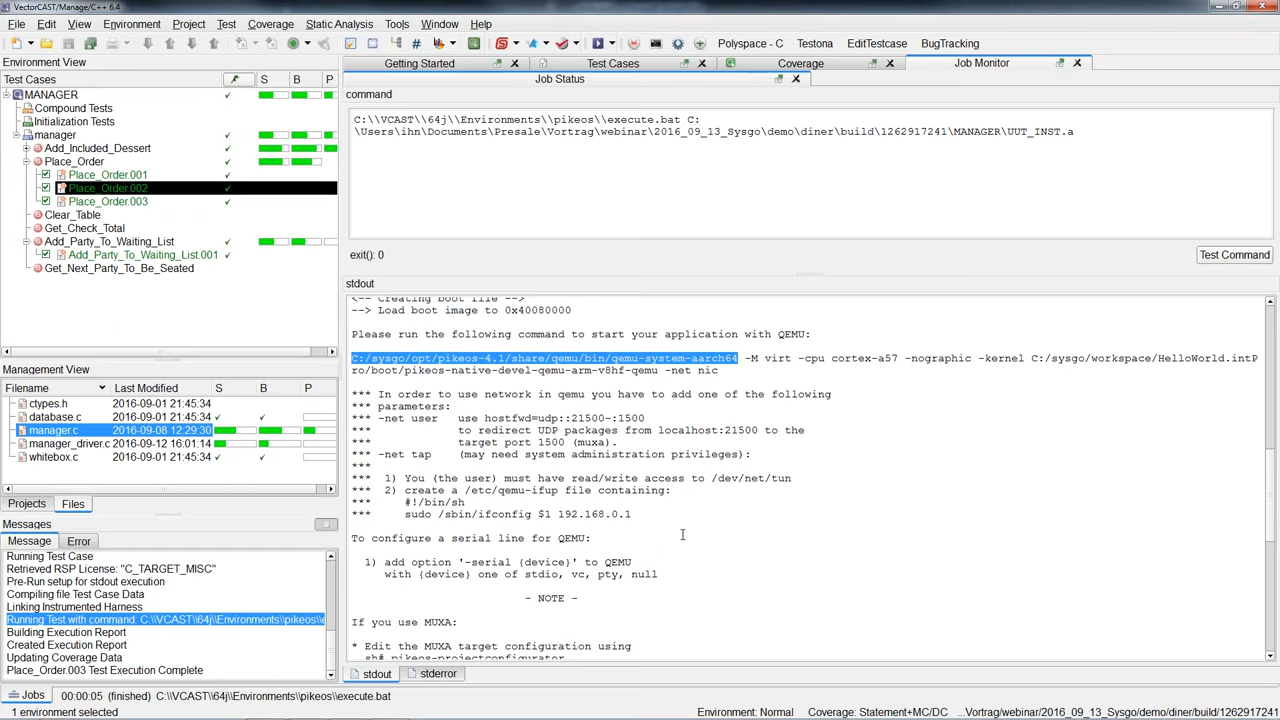 VectorCAST/Manage/C++ 6.4
File Edit View Environment Project Test Coverage Static Analysis Tools Window Help
Polyspace - C Testona EditTestcase BugTracking
Environment View
Test Cases S B P
MANAGER
Compound Tests
Initialization Tests
manager
Add_Included_Dessert
Place_Order
Place_Order.001
Place_Order.002
Place_Order.003
Clear_Table
Get_Check_Total
Add_Party_To_Waiting_List
Add_Party_To_Waiting_List.001
Get_Next_Party_To_Be_Seated
Management View
Filename Last Modified S B P
ctypes.h 2016-09-01 21:45:34
database.c 2016-09-01 21:45:34
manager.c 2016-09-08 12:29:30
manager_driver.c 2016-09-12 16:01:14
whitebox.c 2016-09-01 21:45:34
Projects Files
Messages
Message Error
Running Test Case
Retrieved RSP License: "C_TARGET_MISC"
Pre-Run setup for stdout execution
Compiling file Test Case Data
Linking Instrumented Harness
Running Test with command: C:\\VCAST\\64j\\Environments\\pikeos\\e
Building Execution Report
Created Execution Report
Updating Coverage Data
Place_Order.003 Test Execution Complete
Getting Started Test Cases Coverage Job Monitor
Job Status
command
C:\\VCAST\\64j\\Environments\\pikeos\\execute.bat C:
\Users\ihn\Documents\Presale\Vortrag\webinar\2016_09_13_Sysgo\demo\diner\build\1262917241\MANAGER\UUT_INST.a
exit(): 0 Test Command
stdout
<-- Creating boot file -->
--> Load boot image to 0x40080000
Please run the following command to start your application with QEMU:
C:/sysgo/opt/pikeos-4.1/share/qemu/bin/qemu-system-aarch64 -M virt -cpu cortex-a57 -nographic -kernel C:/sysgo/workspace/HelloWorld.intP
ro/boot/pikeos-native-devel-qemu-arm-v8hf-qemu -net nic
*** In order to use network in qemu you have to add one of the following
*** parameters:
*** -net user use hostfwd=udp::21500-:1500
*** to redirect UDP packages from localhost:21500 to the
*** target port 1500 (muxa).
*** -net tap (may need system administration privileges):
***
*** 1) You (the user) must have read/write access to /dev/net/tun
*** 2) create a /etc/qemu-ifup file containing:
*** #!/bin/sh
*** sudo /sbin/ifconfig $1 192.168.0.1
To configure a serial line for QEMU:
1) add option '-serial {device}' to QEMU
with {device} one of stdio, vc, pty, null
- NOTE -
If you use MUXA:
* Edit the MUXA target configuration using
sh# pikeos-projectconfigurator
stdout stderror
Jobs 00:00:05 (finished) C:\\VCAST\\64j\\Environments\\pikeos\\execute.bat
1 environment selected Environment: Normal Coverage: Statement+MC/DC ...Vortrag/webinar/2016_09_13_Sysgo/demo/diner/build/1262917241